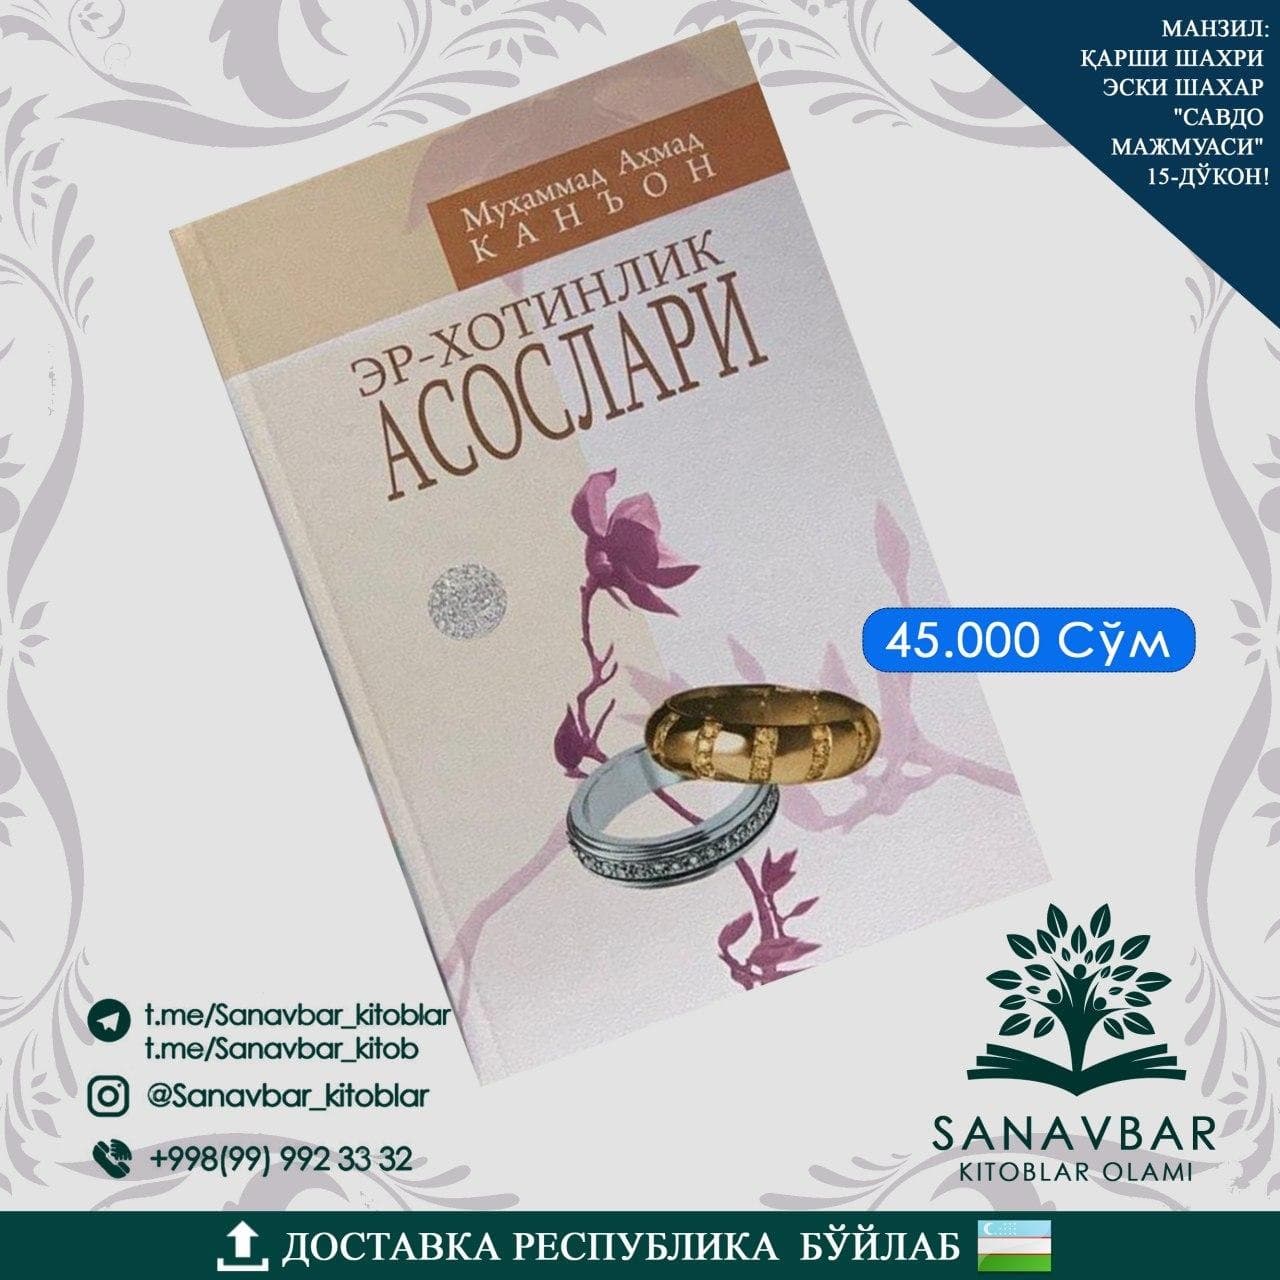 МАНЗИЛ:
ҚАРШИ ШАХРИ
ЭСКИ ШАХАР
"САВДО
МАЖМУАСИ"
15-ДЎКОН!
Муҳаммад Аҳмад
КАНЪОН
ЭР-ХОТИНЛИК
АСОСЛАРИ
45.000 Сўм
t.me/Sanavbar_kitoblar
t.me/Sanavbar_kitob
@Sanavbar_kitoblar
+998(99) 992 33 32
SANAVBAR
KITOBLAR OLAMI
ДОСТАВКА РЕСПУБЛИКА БЎЙЛАБ